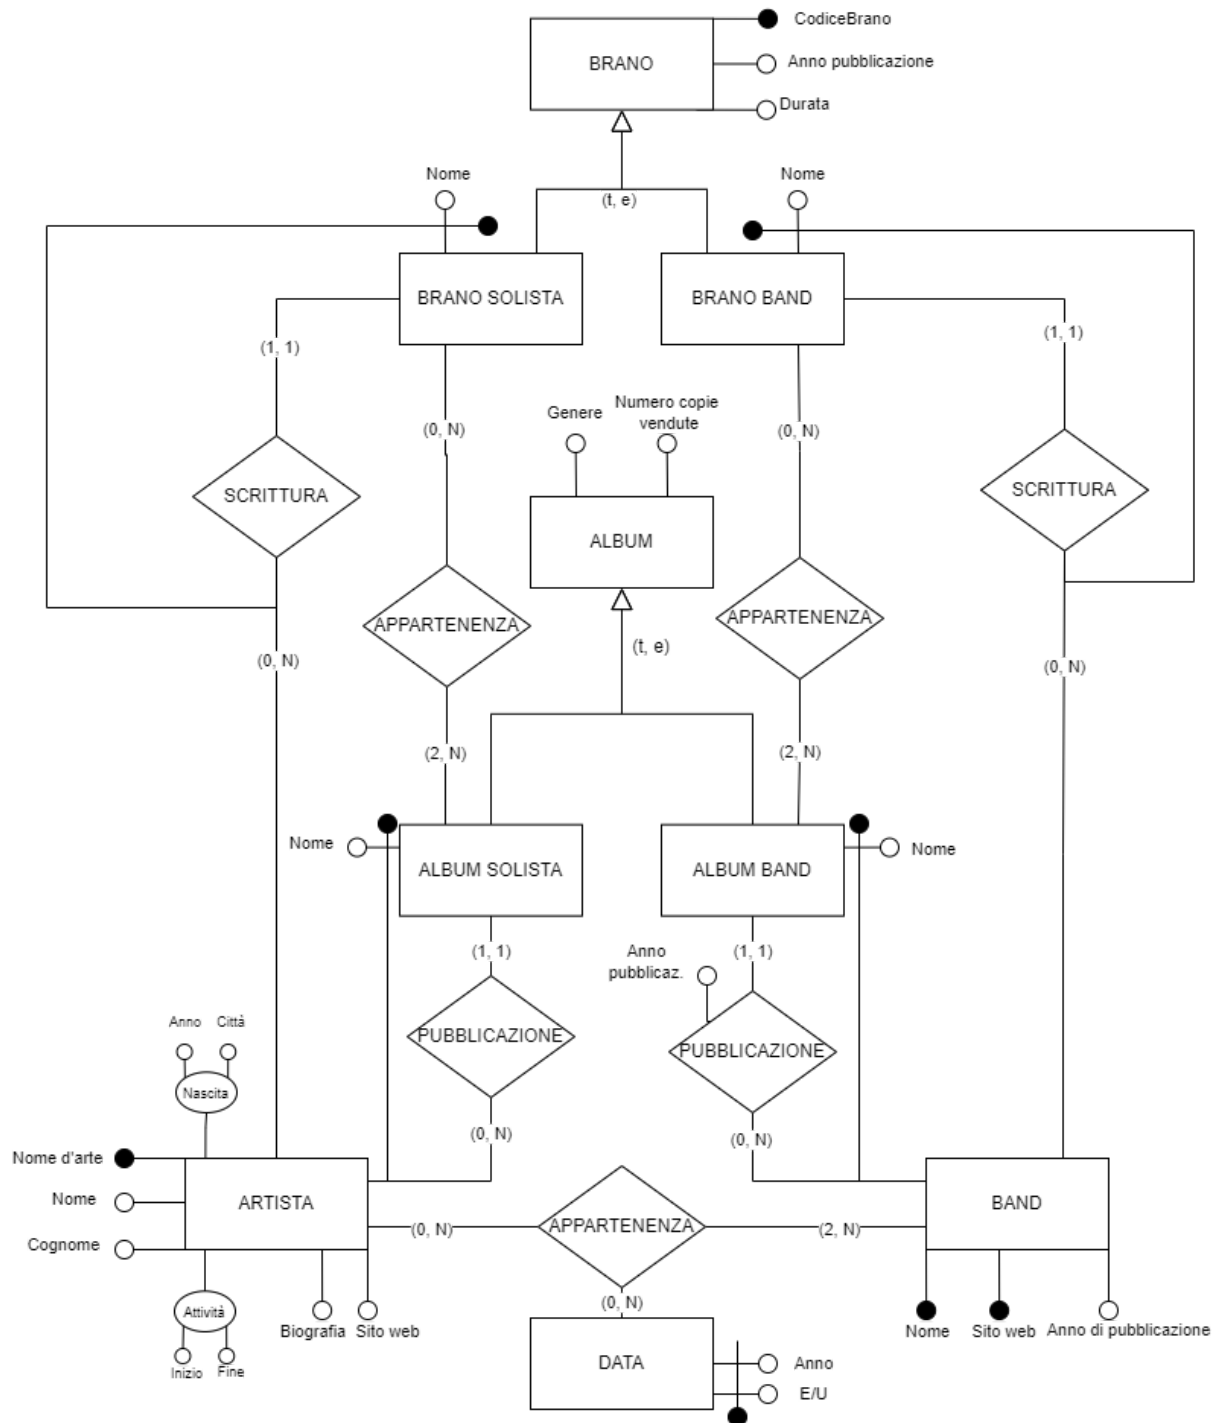 CodiceBrano
BRANO
Anno pubblicazione
Durata
Nome
Nome
(t, e)
BRANO SOLISTA
BRANO BAND
(1, 1)
(1, 1)
Genere
Numero copie
vendute
(0, N)
(0, N)
SCRITTURA
SCRITTURA
ALBUM
APPARTENENZA
APPARTENENZA
(t, e)
(0, N)
(0, N)
(2, N)
(2, N)
Nome
Nome
ALBUM SOLISTA
ALBUM BAND
(1, 1)
Anno
pubblicaz.
(1, 1)
Anno
Città
PUBBLICAZIONE
PUBBLICAZIONE
Nascita
(0, N)
(0, N)
Nome d'arte
Nome
ARTISTA
BAND
Cognome
(0, N)
APPARTENENZA
(2, N)
Attività
(0, N)
Biografia
Sito web
Nome
Sito web
Anno di pubblicazione
Inizio
Fine
DATA
Anno
E/U